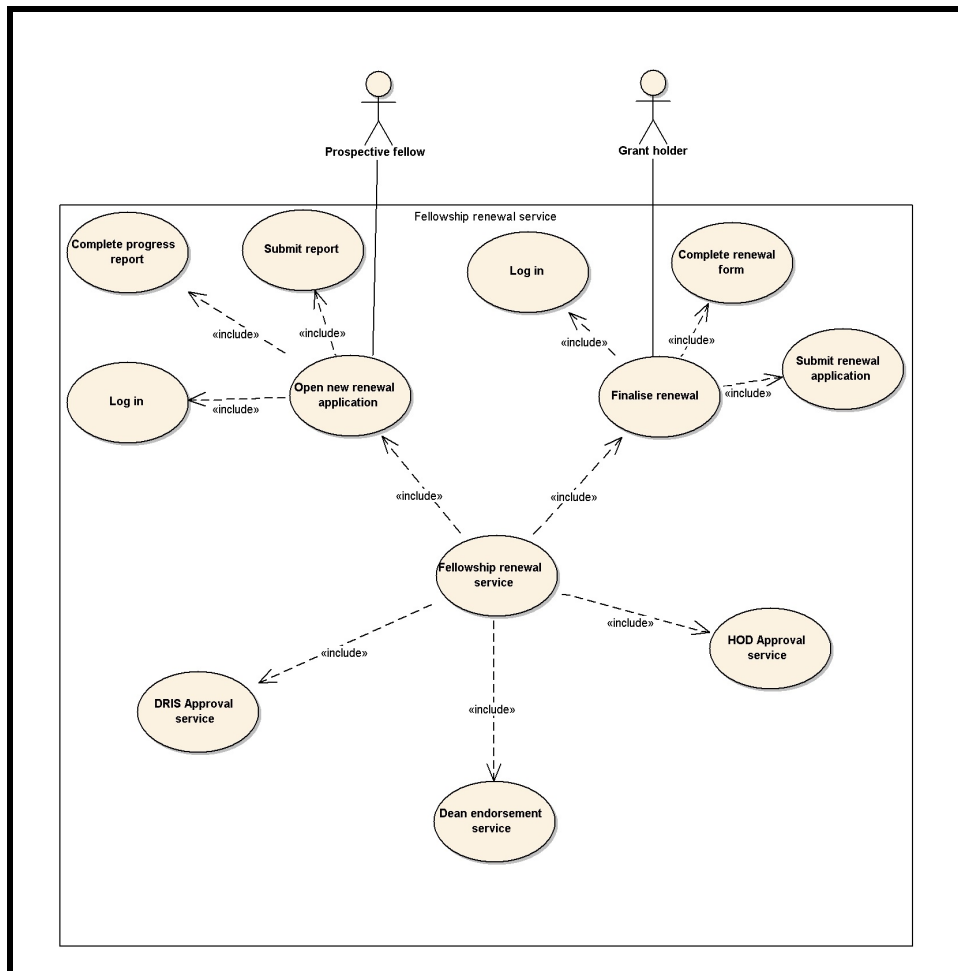 Prospective fellow
Grant holder
Fellowship renewal service
Complete progress
report
Submit report
Log in
Complete renewal
form
«include»
«include»
«include»
«include»
Submit renewal
application
Log in
«include»
Open new renewal
application
Finalise renewal
«include»
«include»
«include»
Fellowship renewal
service
«include»
«include»
HOD Approval
service
DRIS Approval
service
«include»
Dean endorsement
service